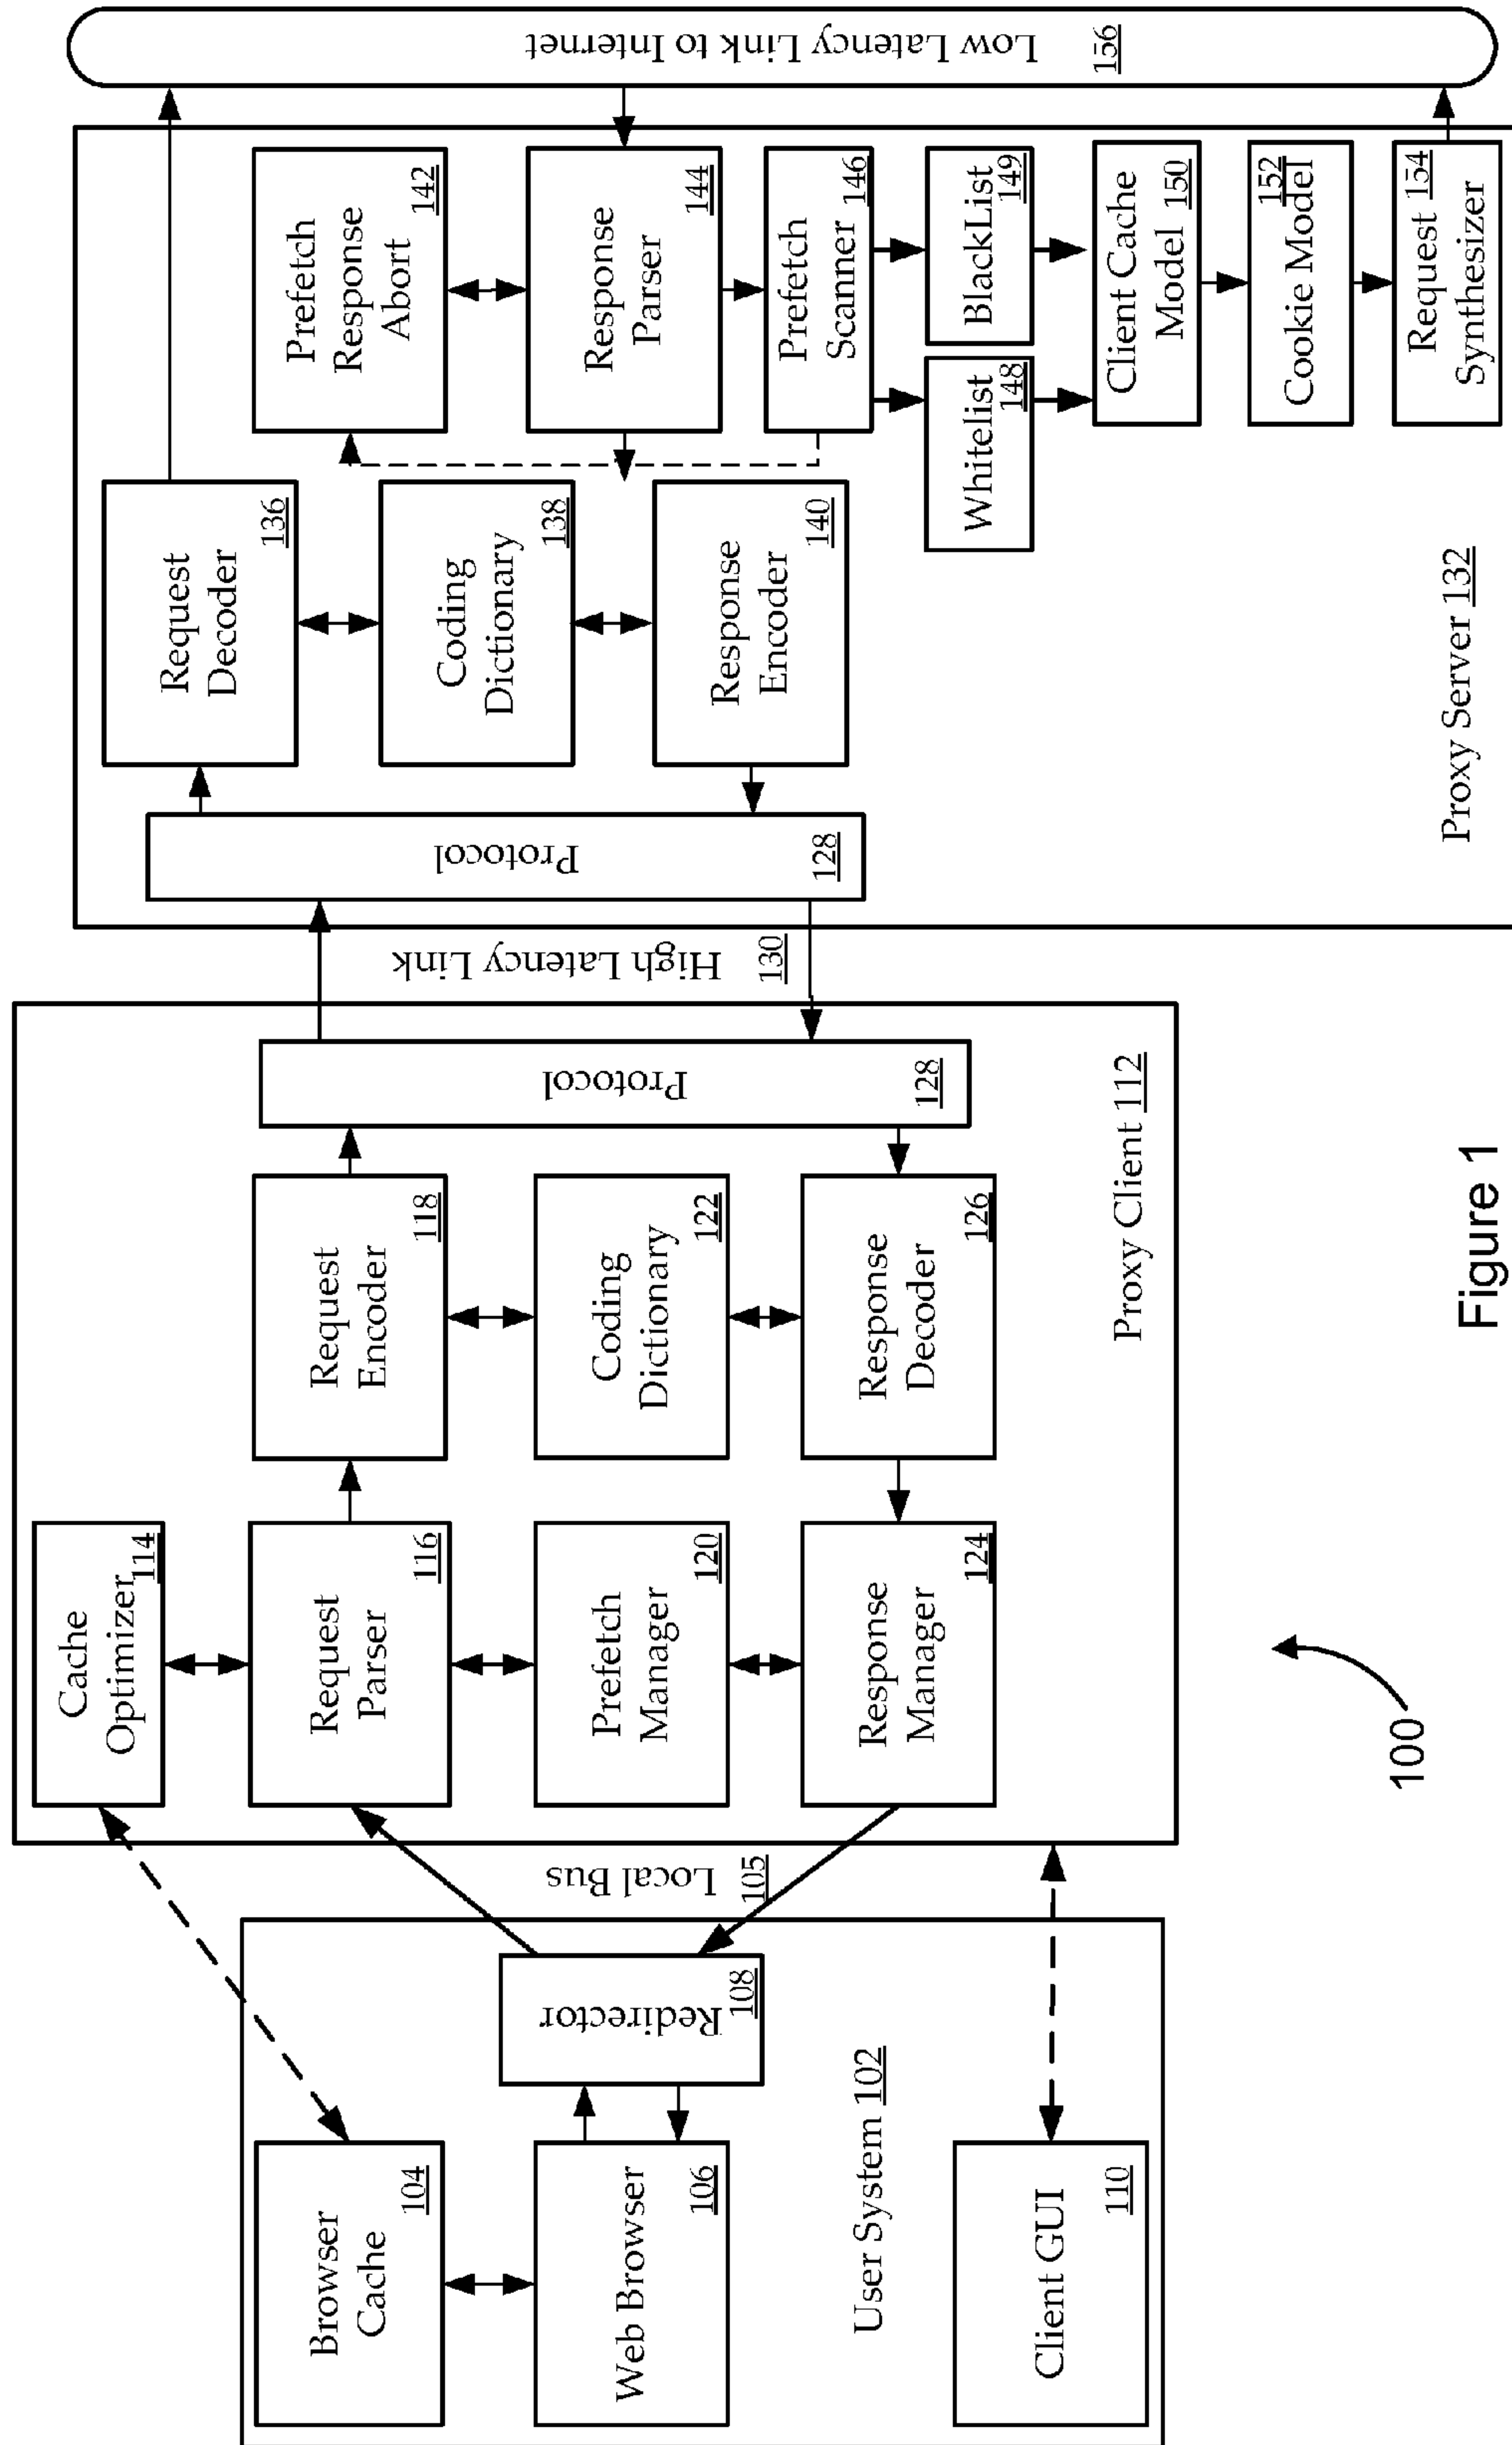 Browser
Cache
104
Web Browser
106
User System 102
Client GUI
110
Redirector
108
Local Bus
105
Cache
Optimizer
114
Request
Parser
116
Prefetch
Manager
120
Response
Manager
124
Request
Encoder
118
Coding
Dictionary
122
Response
Decoder
126
Protocol
128
Proxy Client 112
High Latency Link
130
Protocol
128
Request
Decoder
136
Coding
Dictionary
138
Response
Encoder
140
Prefetch
Response
Abort
142
Response
Parser
144
Prefetch
Scanner 146
Whitelist
148
BlackList
149
Client Cache
Model 150
Cookie Model
152
Request 154
Synthesizer
Proxy Server 132
Low Latency Link to Internet
156
100
Figure 1